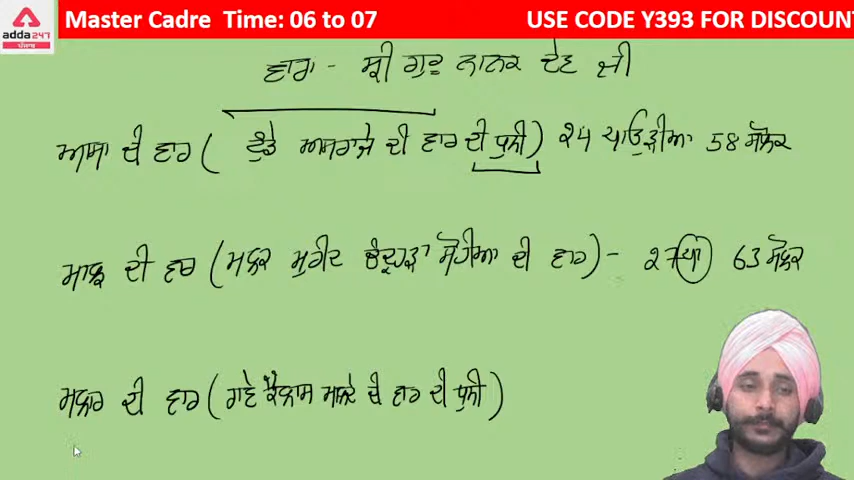 Master Cadre Time: 06 to 07
USE CODE Y393 FOR DISCOUNT
adda247
ਪੰਜਾਬ
ਵਾਰਾ - ਸ੍ਰੀ ਗੁਰੂ ਨਾਨਕ ਦੇਵ ਜੀ
ਆਸਾ ਦੀ ਵਾਰ ( ਟੁੰਡੇ ਅਸਰਾਜੇ ਦੀ ਵਾਰ ਦੀ ਧੁਨੀ ) 24 ਪਾਉੜੀਆ 58 ਸਲੋਕ
ਮਾਝ ਦੀ ਵਾਰ ( ਮਲਕ ਮੁਰੀਦ ਚੰਦ੍ਰਹੜਾ ਸੋਹੀਆ ਦੀ ਵਾਰ ) - 27 ਪਾ 63 ਸਲੋਕ
ਮਲਾਰ ਦੀ ਵਾਰ ( ਰਾਣੇ ਕੈਲਾਸ ਮਾਲਦੇ ਦੀ ਵਾਰ ਦੀ ਧੁਨੀ )